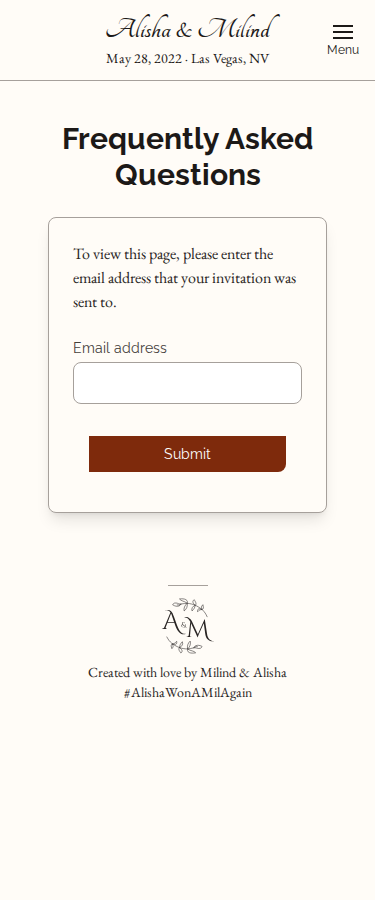 Alisha & Milind
May 28, 2022 · Las Vegas, NV
Menu
Frequently Asked
Questions
To view this page, please enter the
email address that your invitation was
sent to.
Email address
Submit
A&M
Created with love by Milind & Alisha
#AlishaWonAMilAgain